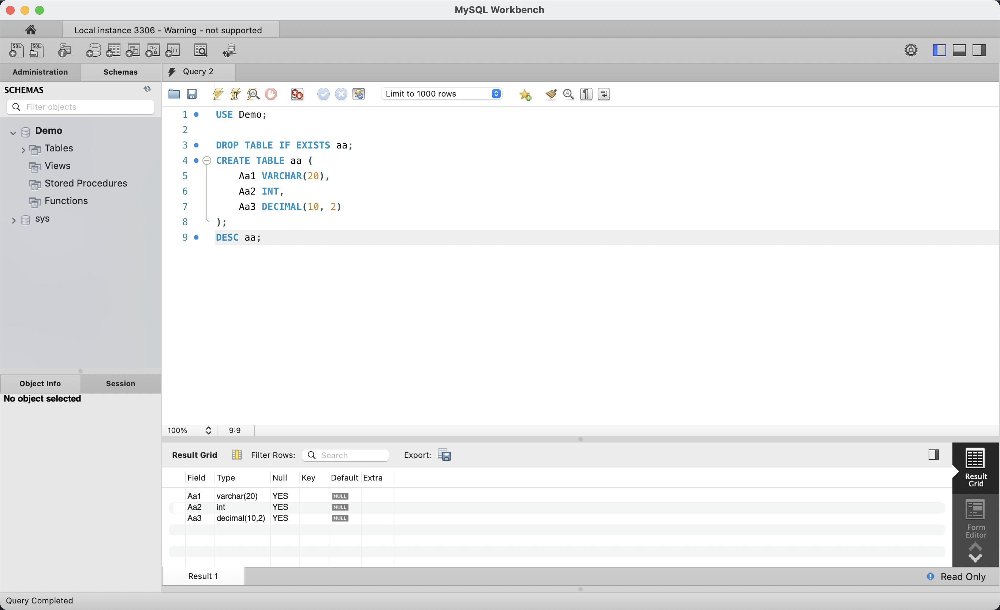 MySQL Workbench
Local instance 3306 - Warning - not supported
SQL SQL
Administration Schemas Query 2
SCHEMAS
Filter objects
Limit to 1000 rows
Demo
Tables
Views
Stored Procedures
Functions
sys
1 USE Demo;
2
3 DROP TABLE IF EXISTS aa;
4 CREATE TABLE aa (
5 Aa1 VARCHAR(20),
6 Aa2 INT,
7 Aa3 DECIMAL(10, 2)
8 );
9 DESC aa;
Object Info Session
No object selected
100% 9:9
Result Grid Filter Rows: Search Export:
Field Type Null Key Default Extra
Aa1 varchar(20) YES NULL
Aa2 int YES NULL
Aa3 decimal(10,2) YES NULL
Result
Grid
Form
Editor
Result 1 Read Only
Query Completed